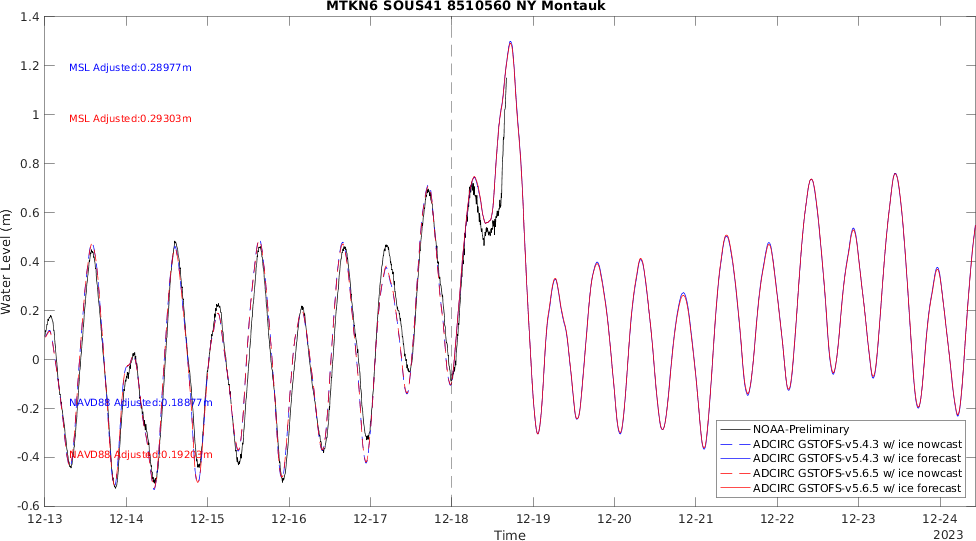 MTKN6 SOUS41 8510560 NY Montauk
1.4
1.2
1
0.8
0.6
0.4
0.2
0
-0.2
-0.4
-0.6
Water Level (m)
MSL Adjusted:0.28977m
MSL Adjusted:0.29303m
NAVD88 Adjusted:0.18877m
NAVD88 Adjusted:0.19203m
NOAA-Preliminary
ADCIRC GSTOFS-v5.4.3 w/ ice nowcast
ADCIRC GSTOFS-v5.4.3 w/ ice forecast
ADCIRC GSTOFS-v5.6.5 w/ ice nowcast
ADCIRC GSTOFS-v5.6.5 w/ ice forecast
12-13 12-14 12-15 12-16 12-17 12-18 12-19 12-20 12-21 12-22 12-23 12-24
Time
2023